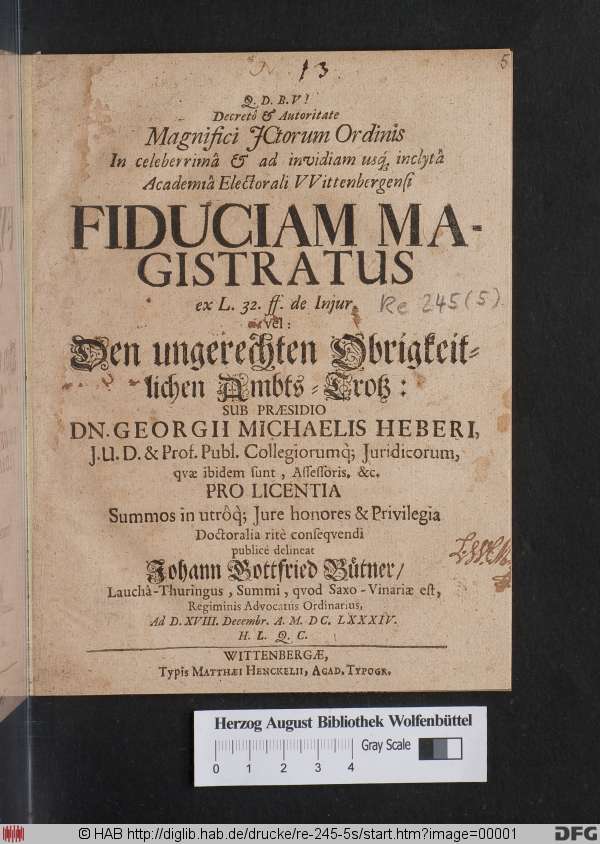 13
5
Q. D. B. V!
Decretô & Autoritate
Magnifici JCtorum Ordinis
In celeberrimâ & ad invidiam usq́; inclytâ
Academiâ Electorali VVittenbergensi
FIDUCIAM MA-
GISTRATUS
ex L. 32. ff. de Injur.
Re 245 (5)
vel:
Den ungerechten Obrigkeit-
lichen Ambts-Trotz:
SUB PRÆSIDIO
DN. GEORGII MICHAELIS HEBERI,
J. U. D. & Prof. Publ. Collegiorumq́; Juridicorum,
qvæ ibidem sunt, Assessoris, &c.
PRO LICENTIA
Summos in utrôq́; Jure honores & Privilegia
Doctoralia ritè conseqvendi
publicè delineat
Johann Gottfried Bütner/
Lauchâ-Thuringus, Summi, qvod Saxo-Vinariæ est,
Regiminis Advocatus Ordinarius,
Ad D. XVIII. Decembr. A. M. DC. LXXXIV.
H. L. Q. C.
WITTENBERGÆ,
Typis MATTHÆI HENCKELII, ACAD. TYPOGR.
Herzog August Bibliothek Wolfenbüttel
0 1 2 3 4
Gray Scale
© HAB http://diglib.hab.de/drucke/re-245-5s/start.htm?image=00001
DFG